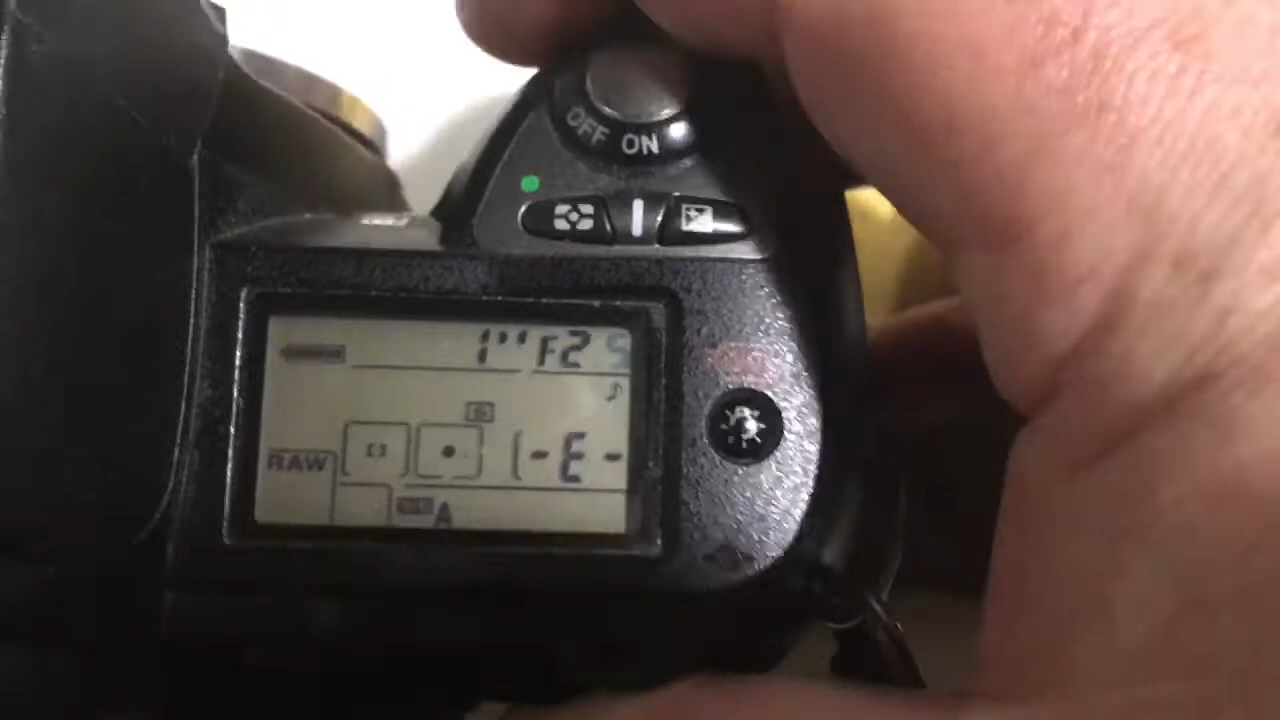 OFF ON
1" F2
RAW
(-E-
A